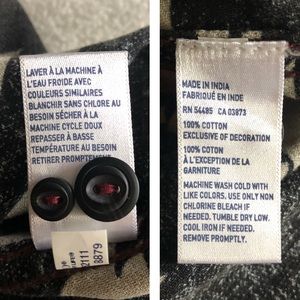 LAVER À LA MACHINE À
L'EAU FROIDE AVEC
COULEURS SIMILAIRES
BLANCHIR SANS CHLORE AU
BESOIN SÉCHER À LA
MACHINE CYCLE DOUX
REPASSER À BASSE
TEMPÉRATURE AU BESOIN
RETIRER PROMPTEMENT
2111
8879
MADE IN INDIA
FABRIQUÉ EN INDE
RN 54485 CA 03873
100% COTTON
EXCLUSIVE OF DECORATION
100% COTON
À L'EXCEPTION DE LA
GARNITURE
MACHINE WASH COLD WITH
LIKE COLORS. USE ONLY NON
CHLORINE BLEACH IF
NEEDED. TUMBLE DRY LOW.
COOL IRON IF NEEDED.
REMOVE PROMPTLY.